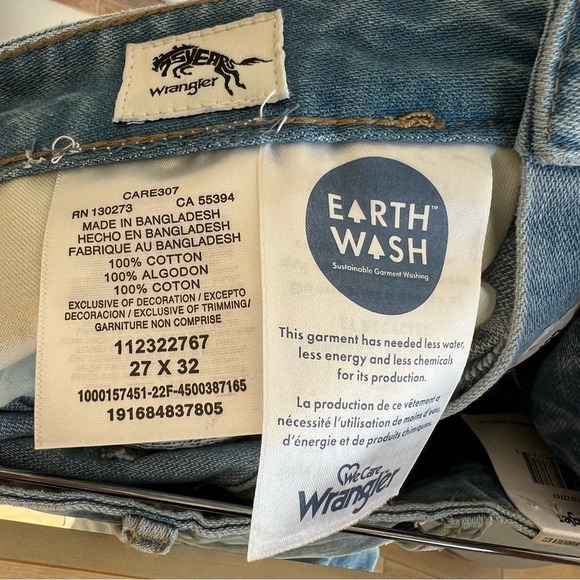 75 YEARS
Wrangler
CARE307
RN 130273 CA 55394
MADE IN BANGLADESH
HECHO EN BANGLADESH
FABRIQUE AU BANGLADESH
100% COTTON
100% ALGODON
100% COTON
EXCLUSIVE OF DECORATION / EXCEPTO
DECORACION / EXCLUSIVE OF TRIMMING/
GARNITURE NON COMPRISE
112322767
27 X 32
1000157451-22F-4500387165
191684837805
EARTH™
WASH
Sustainable Garment Washing
This garment has needed less water,
less energy and less chemicals
for its production.
La production de ce vêtement a
nécessité l'utilisation de moins d'eau,
d'énergie et de produits chimiques.
We Care
Wrangler